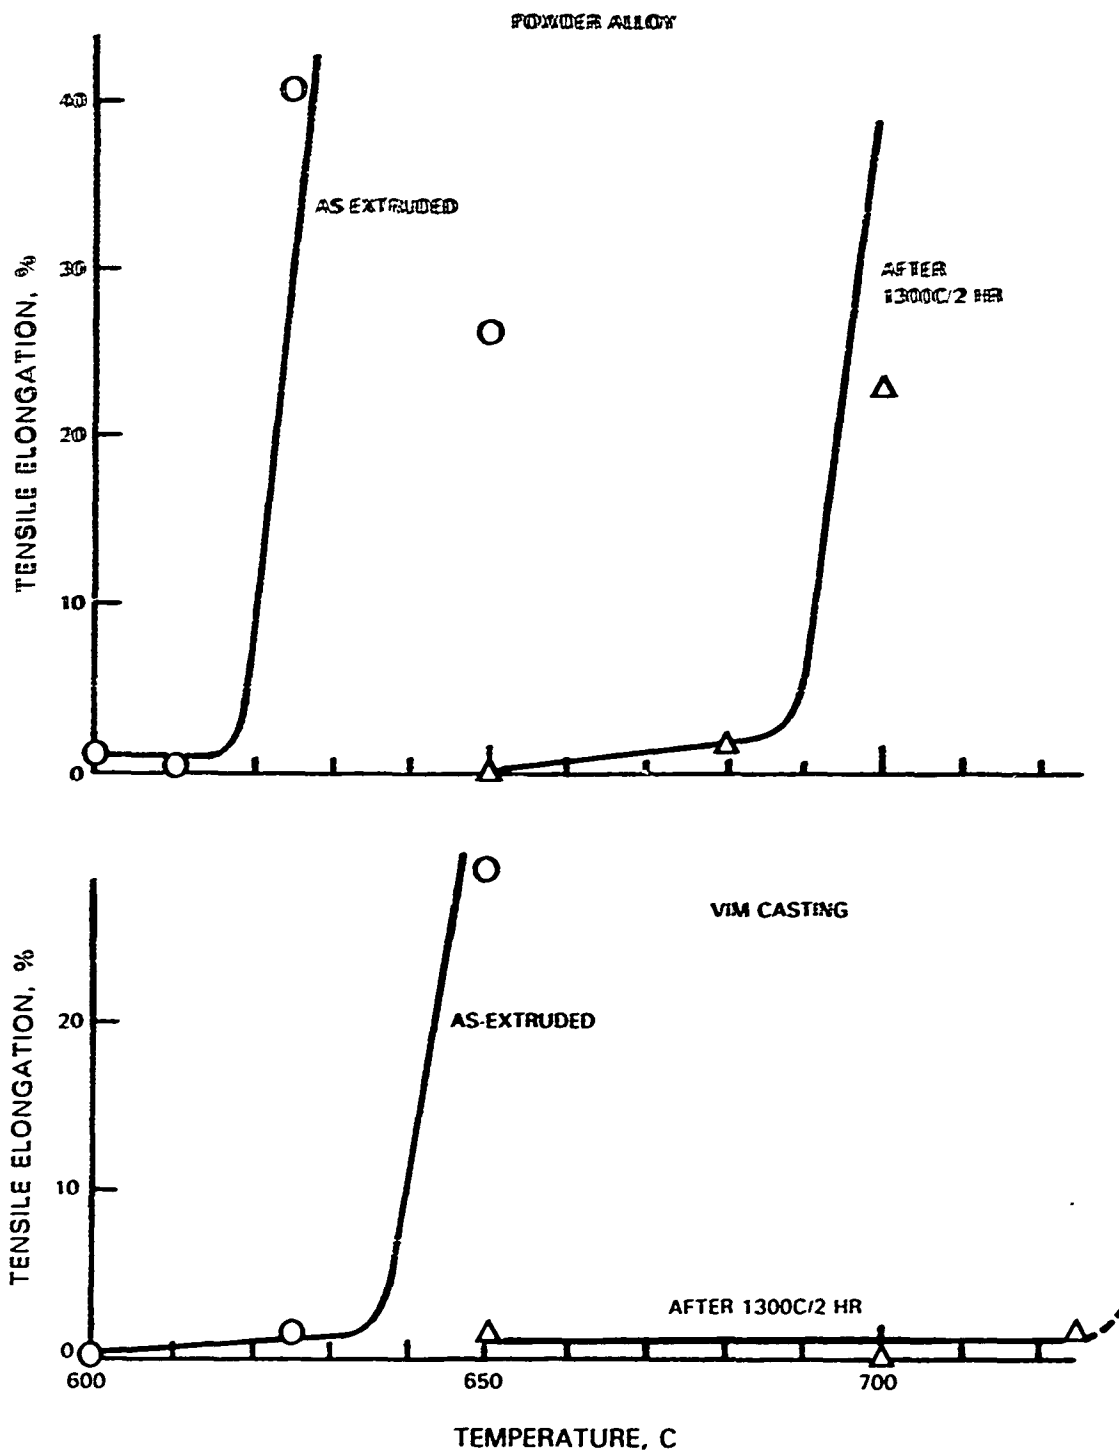 POWDER ALLOY
40
AS EXTRUDED
TENSILE ELONGATION, %
30
AFTER
1300C/2 HR
20
10
0
VIM CASTING
TENSILE ELONGATION, %
20
AS-EXTRUDED
10
AFTER 1300C/2 HR
0
600
650
700
TEMPERATURE, C